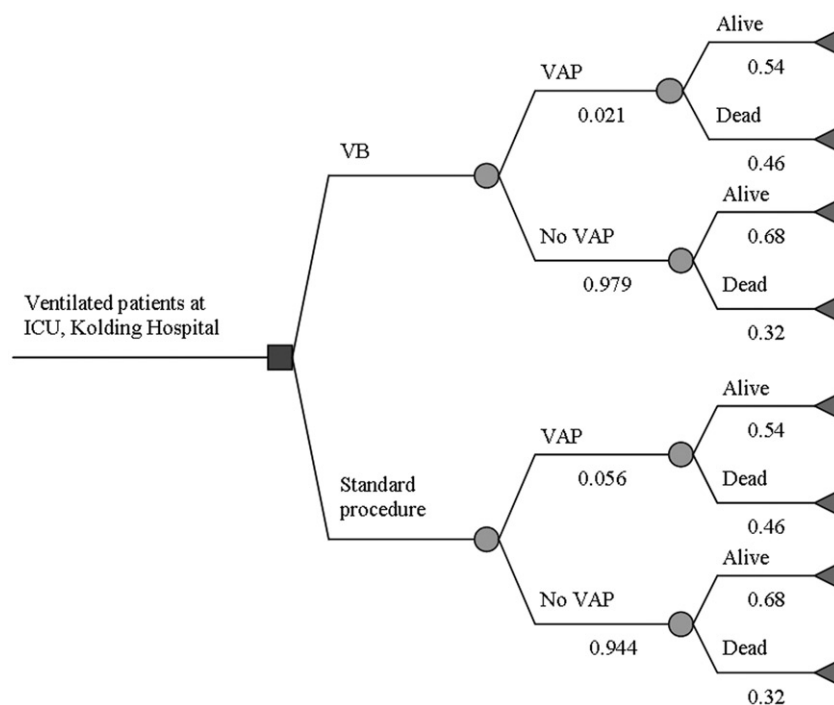 Alive
0.54
VAP
0.021
Dead
0.46
VB
Alive
0.68
No VAP
0.979
Dead
0.32
Ventilated patients at
ICU, Kolding Hospital
Alive
0.54
VAP
0.056
Dead
0.46
Standard
procedure
Alive
0.68
No VAP
0.944
Dead
0.32